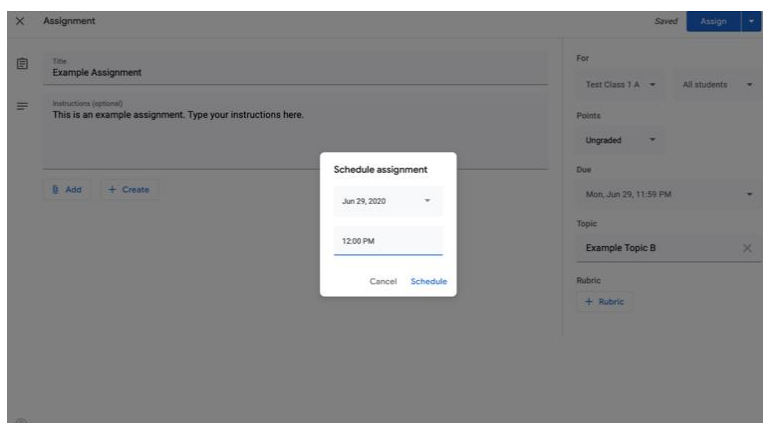 Assignment
Saved
Assign
Title
Example Assignment
Instructions (optional)
This is an example assignment. Type your instructions here.
Add
+ Create
For
Test Class 1 A
All students
Points
Ungraded
Due
Mon, Jun 29, 11:59 PM
Topic
Example Topic B
Rubric
+ Rubric
Schedule assignment
Jun 29, 2020
12:00 PM
Cancel
Schedule